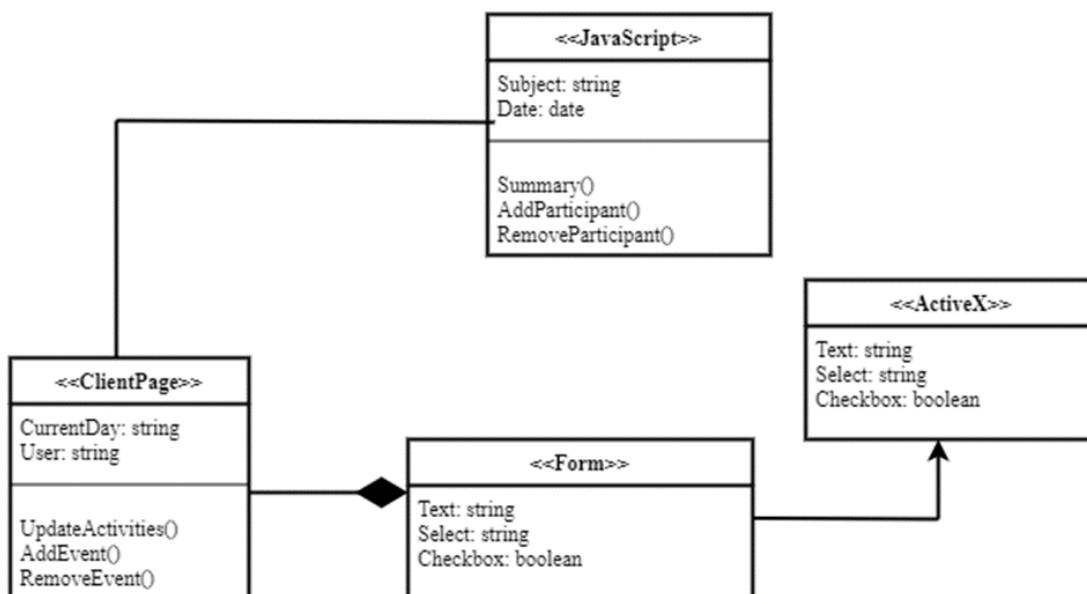 <<JavaScript>>
Subject: string
Date: date
Summary()
AddParticipant()
RemoveParticipant()
<<ActiveX>>
Text: string
Select: string
Checkbox: boolean
<<ClientPage>>
CurrentDay: string
User: string
UpdateActivities()
AddEvent()
RemoveEvent()
<<Form>>
Text: string
Select: string
Checkbox: boolean